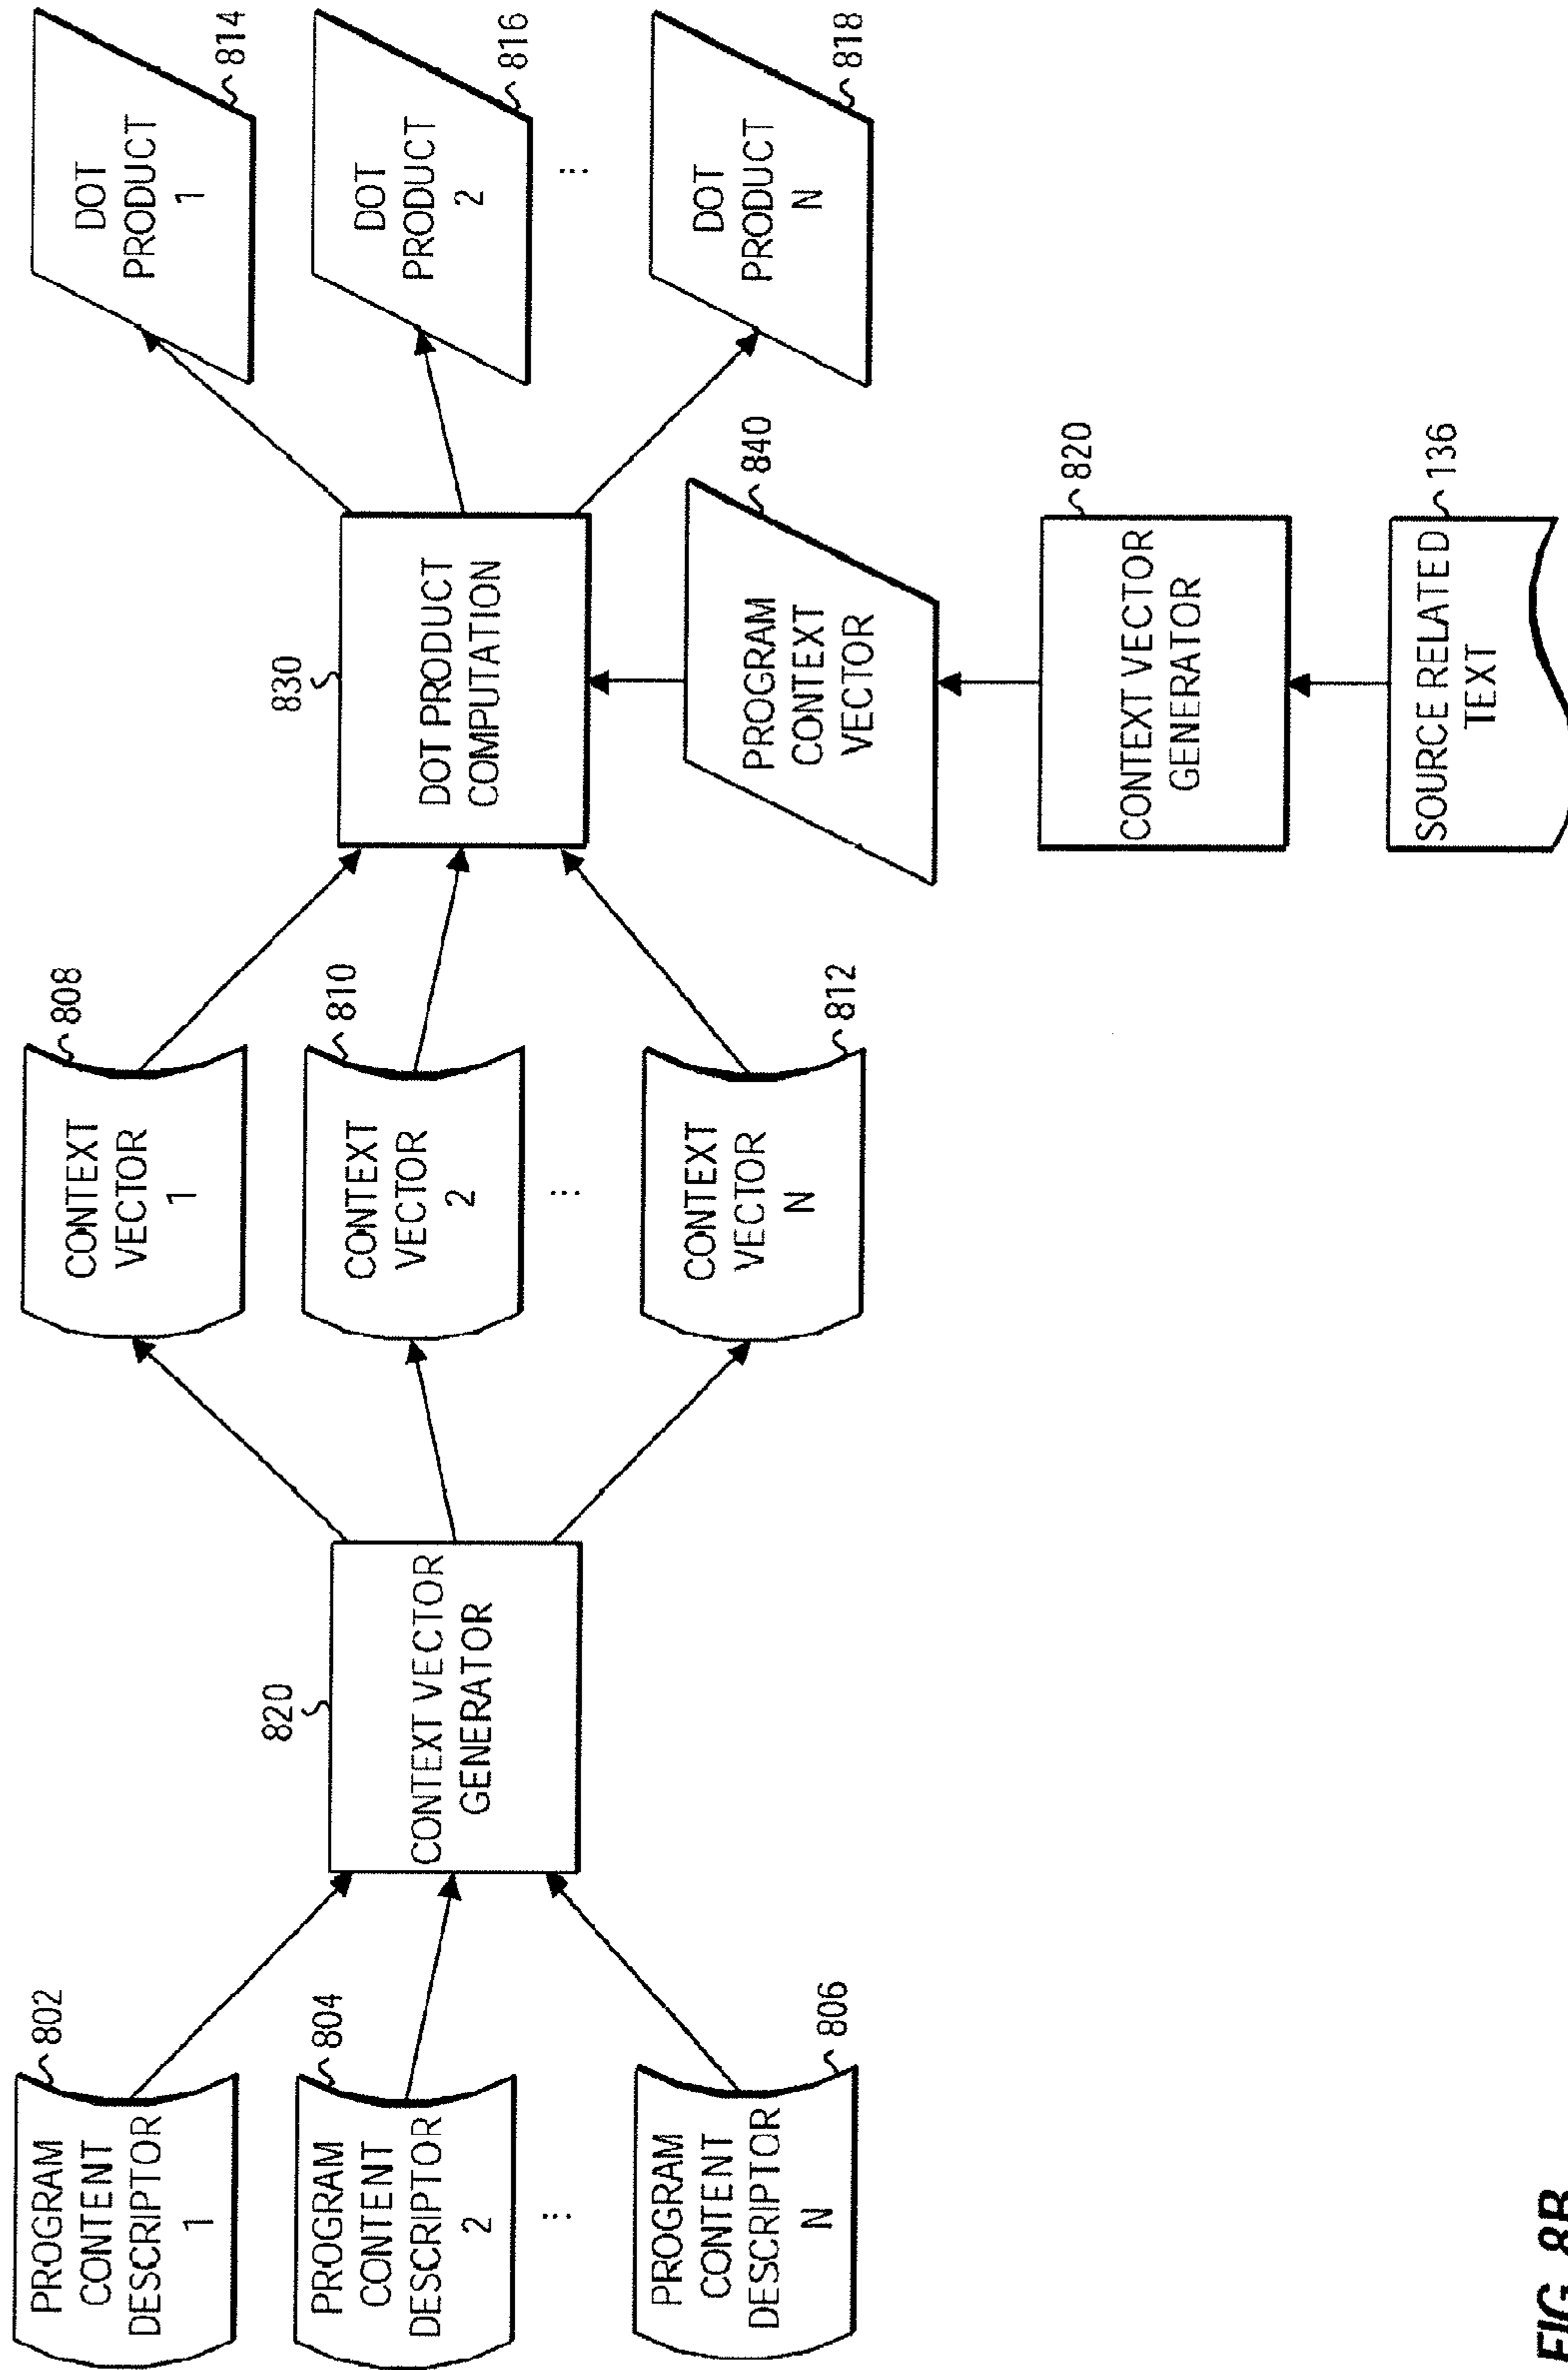 PROGRAM
CONTENT
DESCRIPTOR
1
802
PROGRAM
CONTENT
DESCRIPTOR
2
804
...
PROGRAM
CONTENT
DESCRIPTOR
N
806
820
CONTEXT VECTOR
GENERATOR
CONTEXT
VECTOR
1
808
CONTEXT
VECTOR
2
810
...
CONTEXT
VECTOR
N
812
830
DOT PRODUCT
COMPUTATION
DOT
PRODUCT
1
814
DOT
PRODUCT
2
816
...
DOT
PRODUCT
N
818
PROGRAM
CONTEXT
VECTOR
840
CONTEXT VECTOR
GENERATOR
820
SOURCE RELATED
TEXT
136
FIG. 8B